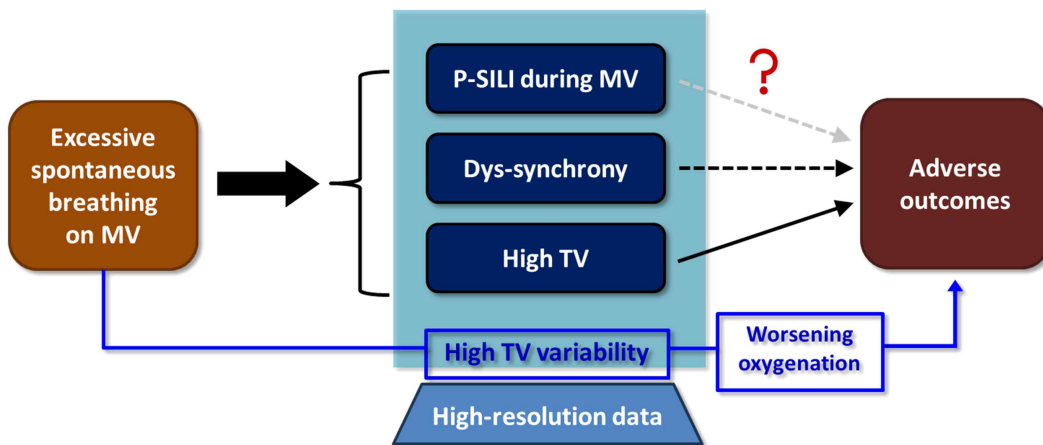 Excessive
spontaneous
breathing
on MV
P-SILI during MV
Dys-synchrony
High TV
?
Adverse
outcomes
High TV variability
Worsening
oxygenation
High-resolution data